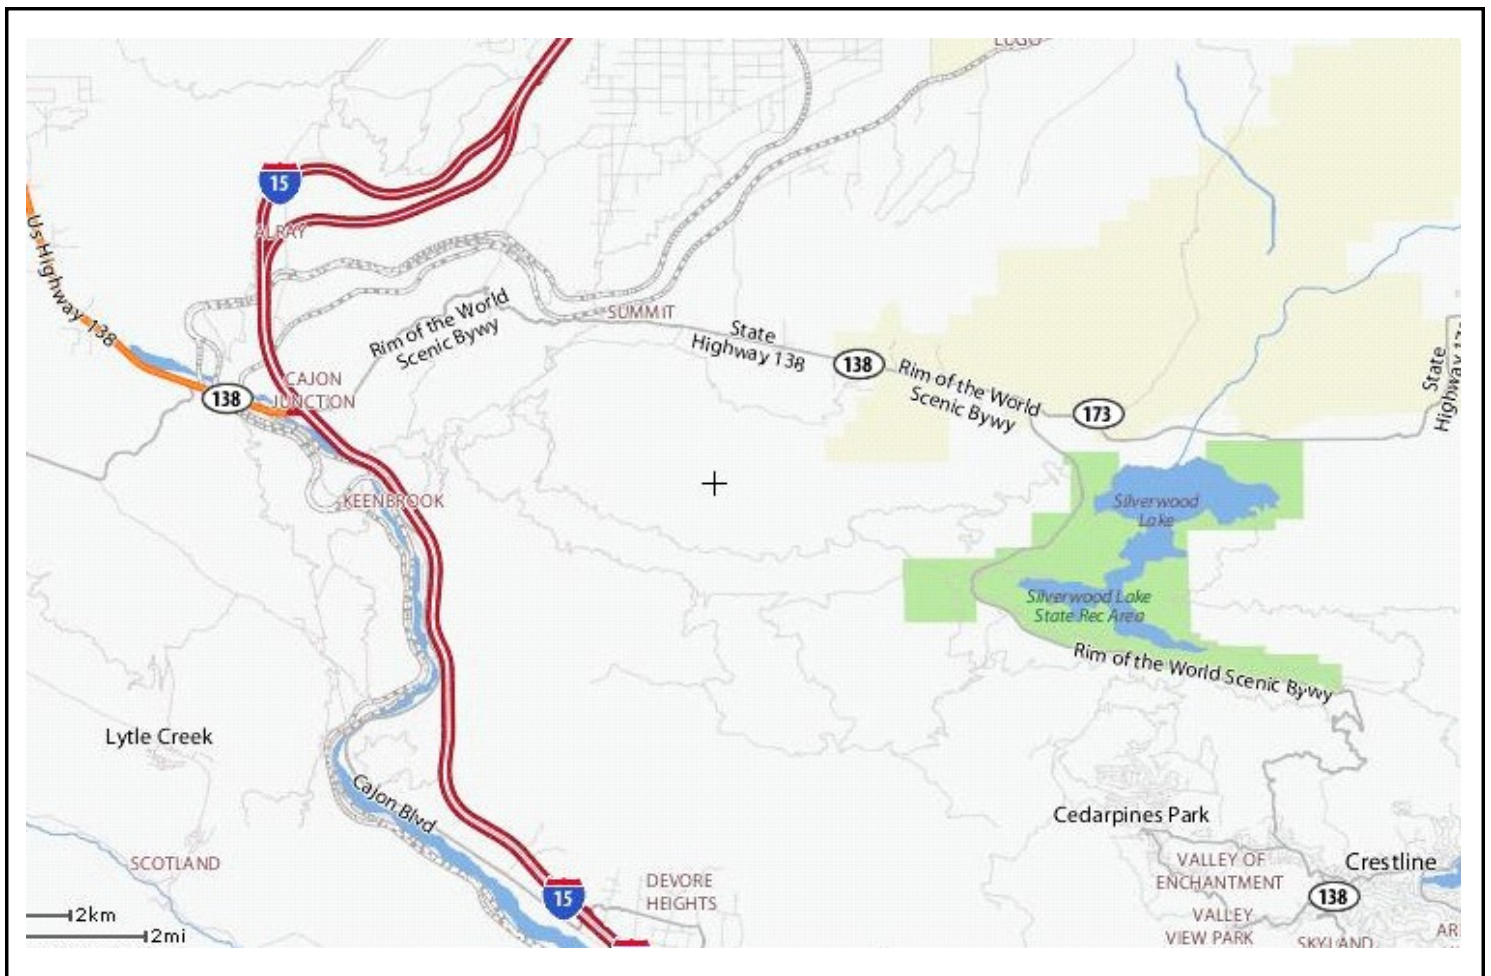 LUGO
15
ALRAY
Us Highway 138
Rim of the World
Scenic Bywy
SUMMIT
State
Highway 138
138
Rim of the World
Scenic Bywy
173
State
CAJON
JUNCTION
138
KEENBROOK
Silverwood
Lake
Silverwood Lake
State Rec Area
Rim of the World Scenic Bywy
Lytle Creek
Cajon Blvd
Cedarpines Park
SCOTLAND
VALLEY OF
ENCHANTMENT
Crestline
15
DEVORE
HEIGHTS
138
VALLEY
VIEW PARK
SKYLAND
2km
2mi